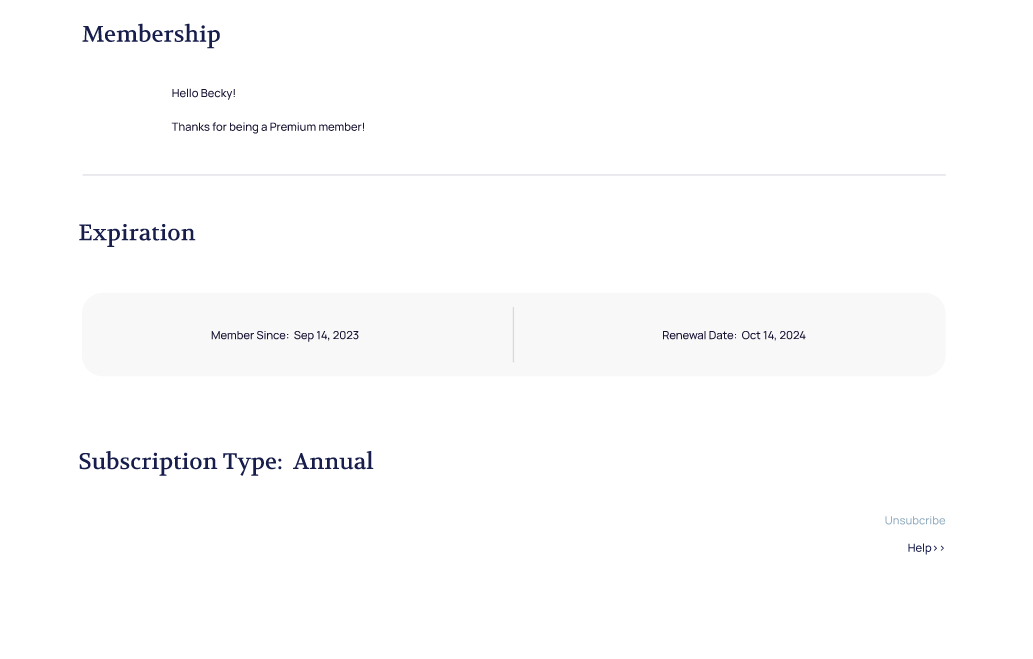 Membership
Hello Becky!
Thanks for being a Premium member!
Expiration
Member Since: Sep 14, 2023
Renewal Date: Oct 14, 2024
Subscription Type: Annual
Unsubcribe
Help>>